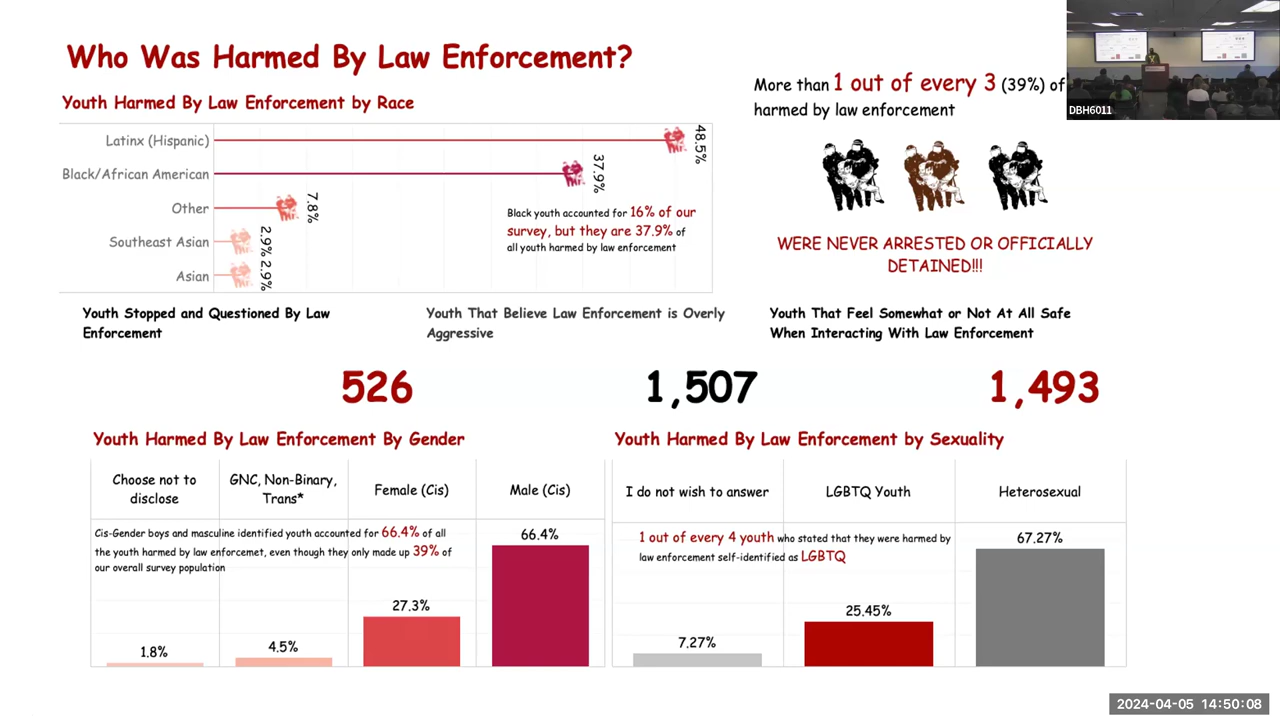 Who Was Harmed By Law Enforcement?
Youth Harmed By Law Enforcement by Race
Latinx (Hispanic)
48.5%
Black/African American
37.9%
Other
7.8%
Southeast Asian
2.9%
Asian
2.9%
Black youth accounted for 16% of our
survey, but they are 37.9% of
all youth harmed by law enforcement
More than 1 out of every 3 (39%) of
harmed by law enforcement
WERE NEVER ARRESTED OR OFFICIALLY
DETAINED!!!
DBH6011
Youth Stopped and Questioned By Law
Enforcement
526
Youth That Believe Law Enforcement is Overly
Aggressive
1,507
Youth That Feel Somewhat or Not At All Safe
When Interacting With Law Enforcement
1,493
Youth Harmed By Law Enforcement By Gender
Choose not to
disclose
GNC, Non-Binary,
Trans*
Female (Cis)
Male (Cis)
Cis-Gender boys and masculine identified youth accounted for 66.4% of all
the youth harmed by law enforcemet, even though they only made up 39% of
our overall survey population
1.8%
4.5%
27.3%
66.4%
Youth Harmed By Law Enforcement by Sexuality
I do not wish to answer
LGBTQ Youth
Heterosexual
1 out of every 4 youth who stated that they were harmed by
law enforcement self-identified as LGBTQ
7.27%
25.45%
67.27%
2024-04-05 14:50:08